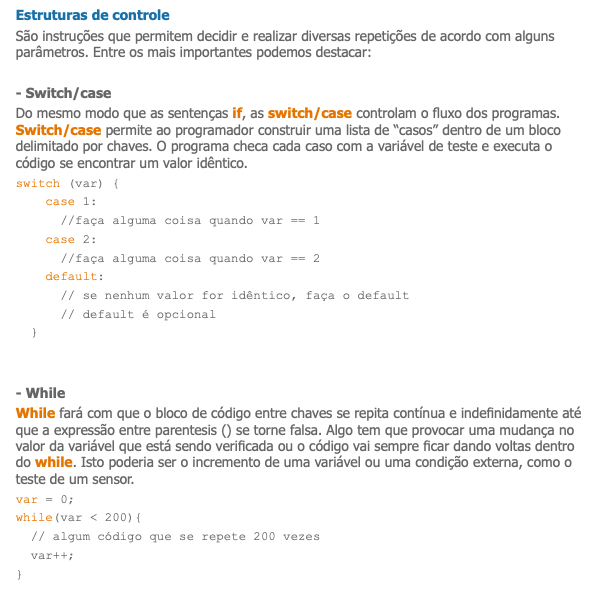 Estruturas de controle
São instruções que permitem decidir e realizar diversas repetições de acordo com alguns
parâmetros. Entre os mais importantes podemos destacar:
- Switch/case
Do mesmo modo que as sentenças if, as switch/case controlam o fluxo dos programas.
Switch/case permite ao programador construir uma lista de “casos” dentro de um bloco
delimitado por chaves. O programa checa cada caso com a variável de teste e executa o
código se encontrar um valor idêntico.
switch (var) {
    case 1:
      //faça alguma coisa quando var == 1
    case 2:
      //faça alguma coisa quando var == 2
    default:
      // se nenhum valor for idêntico, faça o default
      // default é opcional
  }
- While
While fará com que o bloco de código entre chaves se repita contínua e indefinidamente até
que a expressão entre parentesis () se torne falsa. Algo tem que provocar uma mudança no
valor da variável que está sendo verificada ou o código vai sempre ficar dando voltas dentro
do while. Isto poderia ser o incremento de uma variável ou uma condição externa, como o
teste de um sensor.
var = 0;
while(var < 200){
  // algum código que se repete 200 vezes
  var++;
}